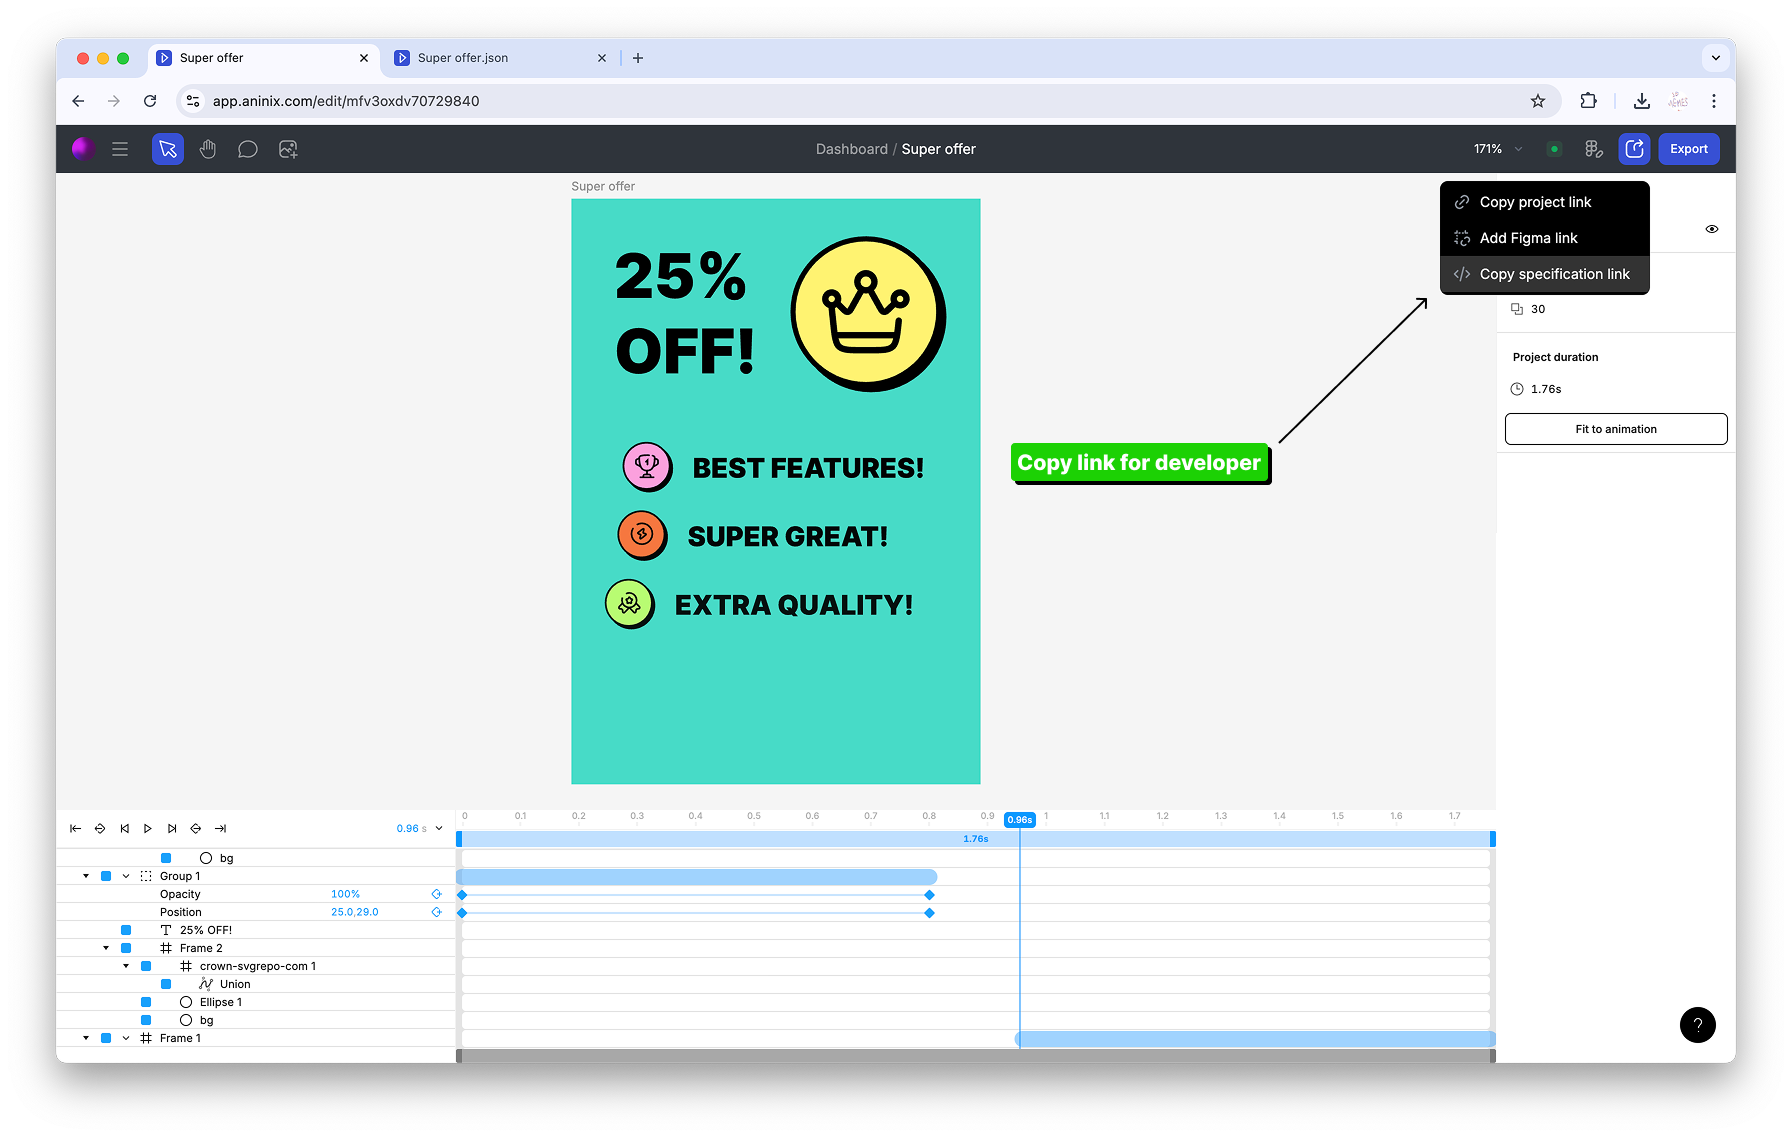 Super offer
Super offer.json
app.aninix.com/edit/mfv3oxdv70729840
Dashboard / Super offer
171%
Export
Super offer
Copy project link
Add Figma link
Copy specification link
30
Project duration
1.76s
Fit to animation
25%
OFF!
BEST FEATURES!
SUPER GREAT!
EXTRA QUALITY!
Copy link for developer
0.96 s
0 0.1 0.2 0.3 0.4 0.5 0.6 0.7 0.8 0.9 0.96s 1 1.1 1.2 1.3 1.4 1.5 1.6 1.7
1.76s
bg
Group 1
Opacity 100%
Position 25.0,29.0
25% OFF!
Frame 2
crown-svgrepo-com 1
Union
Ellipse 1
bg
Frame 1
?